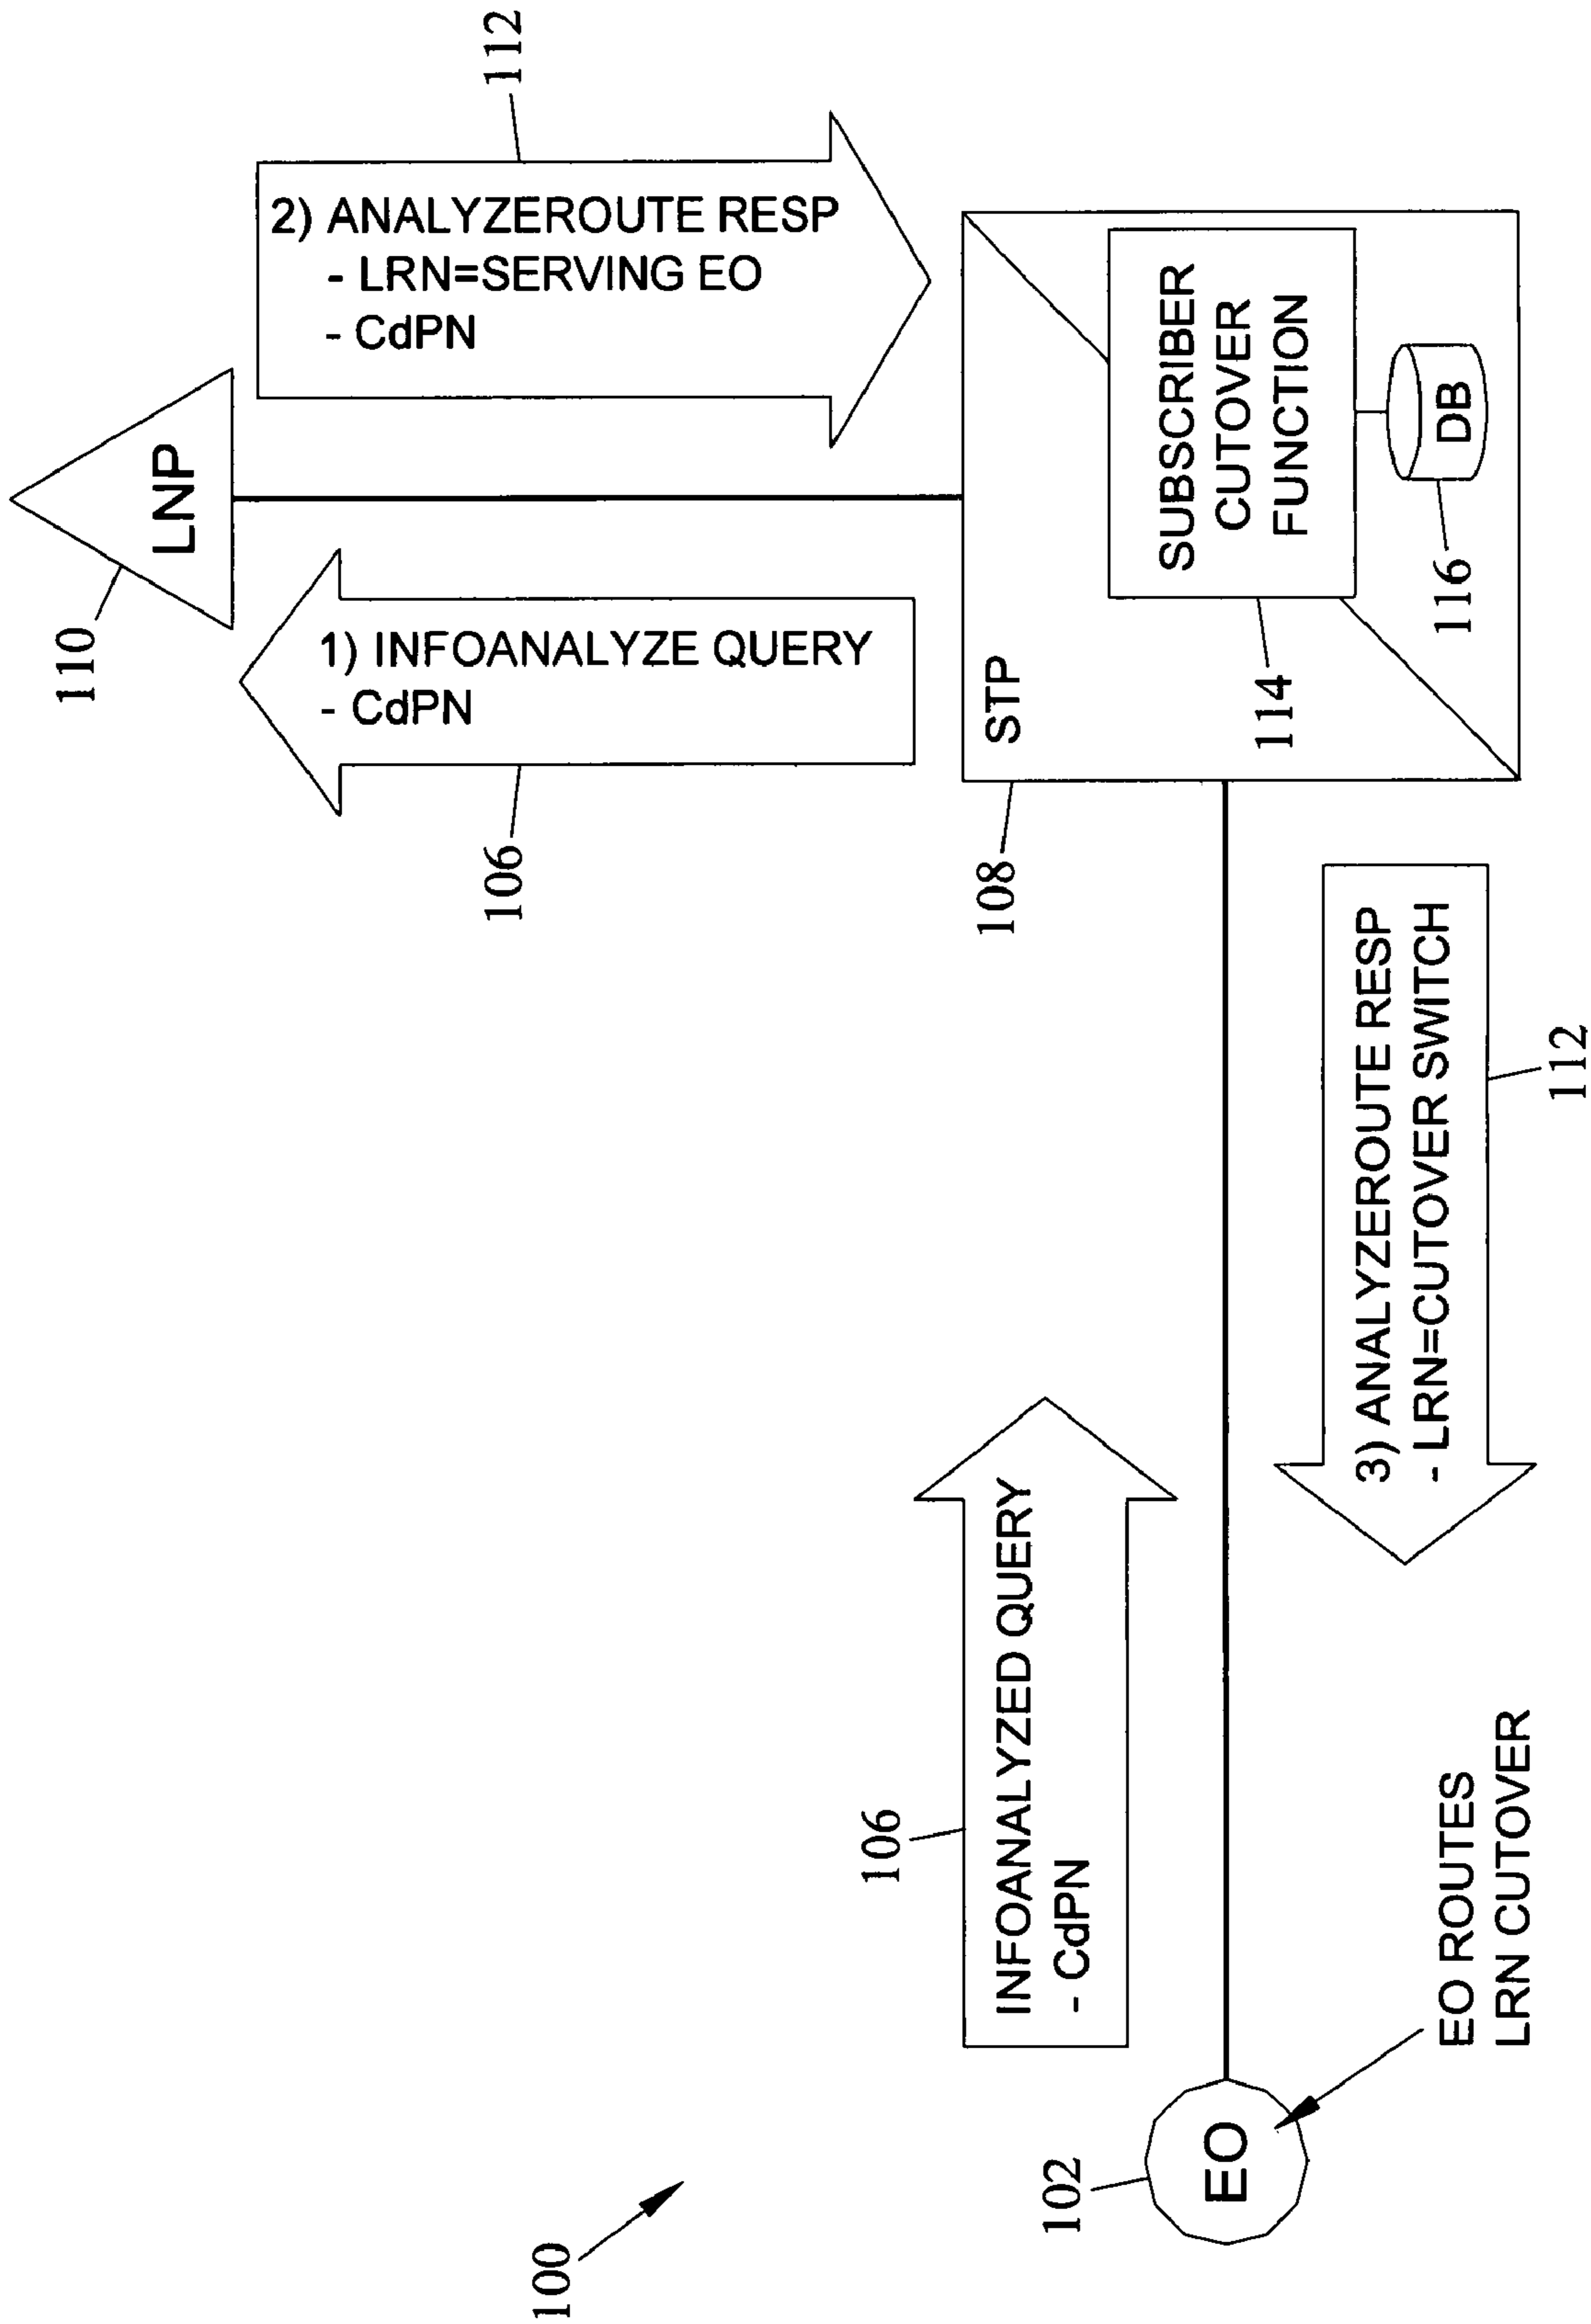 100
110
LNP
112
2) ANALYZEROUTE RESP
- LRN=SERVING EO
- CdPN
106
1) INFOANALYZE QUERY
- CdPN
108
STP
SUBSCRIBER
CUTOVER
FUNCTION
114
DB
116
106
INFOANALYZED QUERY
- CdPN
102
EO
3) ANALYZEROUTE RESP
- LRN=CUTOVER SWITCH
112
EO ROUTES
LRN CUTOVER